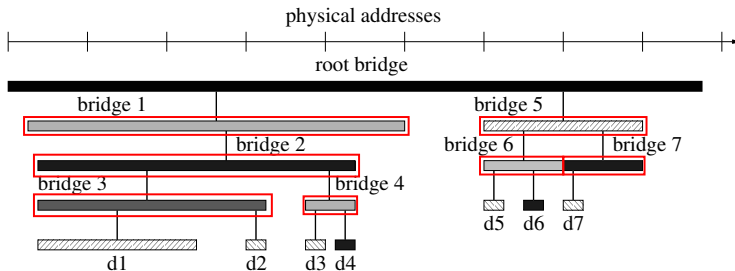 physical addresses
root bridge
bridge 1 bridge 5
bridge 2 bridge 6 bridge 7
bridge 3 bridge 4
d5 d6 d7
d1 d2 d3 d4